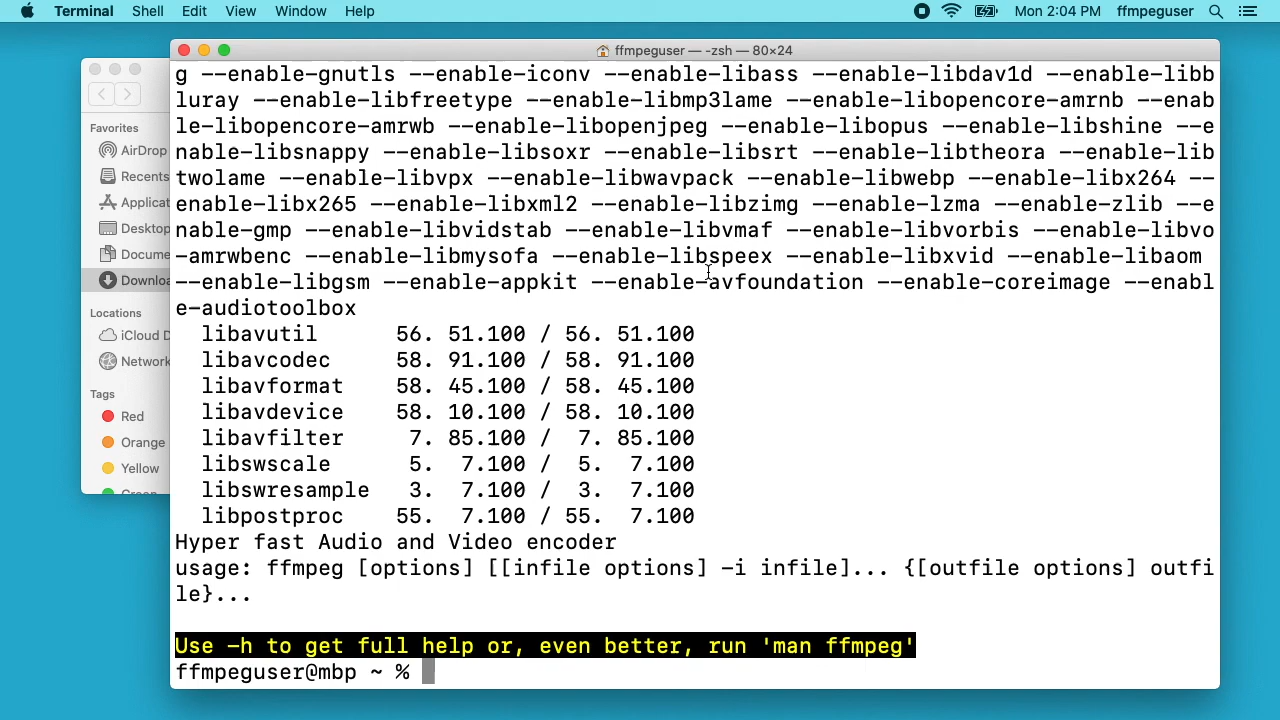 Terminal Shell Edit View Window Help Mon 2:04 PM ffmpeguser
ffmpeguser — -zsh — 80×24
Favorites
AirDrop
Recents
Applicat
Desktop
Docume
Downloa
Locations
iCloud D
Network
Tags
Red
Orange
Yellow
Green
g --enable-gnutls --enable-iconv --enable-libass --enable-libdav1d --enable-libb
luray --enable-libfreetype --enable-libmp3lame --enable-libopencore-amrnb --enab
le-libopencore-amrwb --enable-libopenjpeg --enable-libopus --enable-libshine --e
nable-libsnappy --enable-libsoxr --enable-libsrt --enable-libtheora --enable-lib
twolame --enable-libvpx --enable-libwavpack --enable-libwebp --enable-libx264 --
enable-libx265 --enable-libxml2 --enable-libzimg --enable-lzma --enable-zlib --e
nable-gmp --enable-libvidstab --enable-libvmaf --enable-libvorbis --enable-libvo
-amrwbenc --enable-libmysofa --enable-libspeex --enable-libxvid --enable-libaom
--enable-libgsm --enable-appkit --enable-avfoundation --enable-coreimage --enabl
e-audiotoolbox
libavutil 56. 51.100 / 56. 51.100
libavcodec 58. 91.100 / 58. 91.100
libavformat 58. 45.100 / 58. 45.100
libavdevice 58. 10.100 / 58. 10.100
libavfilter 7. 85.100 / 7. 85.100
libswscale 5. 7.100 / 5. 7.100
libswresample 3. 7.100 / 3. 7.100
libpostproc 55. 7.100 / 55. 7.100
Hyper fast Audio and Video encoder
usage: ffmpeg [options] [[infile options] -i infile]... {[outfile options] outfi
le}...
Use -h to get full help or, even better, run 'man ffmpeg'
ffmpeguser@mbp ~ %